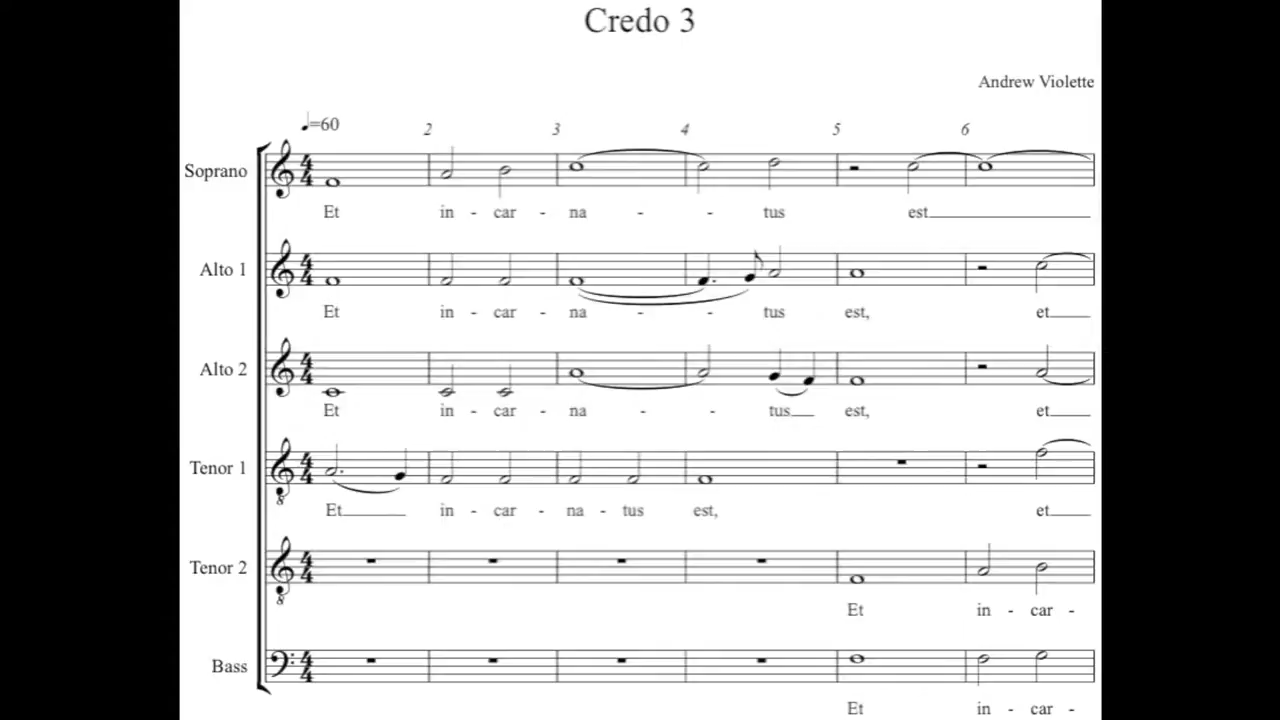 Credo 3
Andrew Violette
♩=60
2 3 4 5 6
Soprano
Et in - car - na - - tus est
Alto 1
Et in - car - na - - tus est, et
Alto 2
Et in - car - na - - tus est, et
Tenor 1
Et in - car - na - tus est, et
8
Tenor 2
8
Et in - car -
Bass
Et in - car -